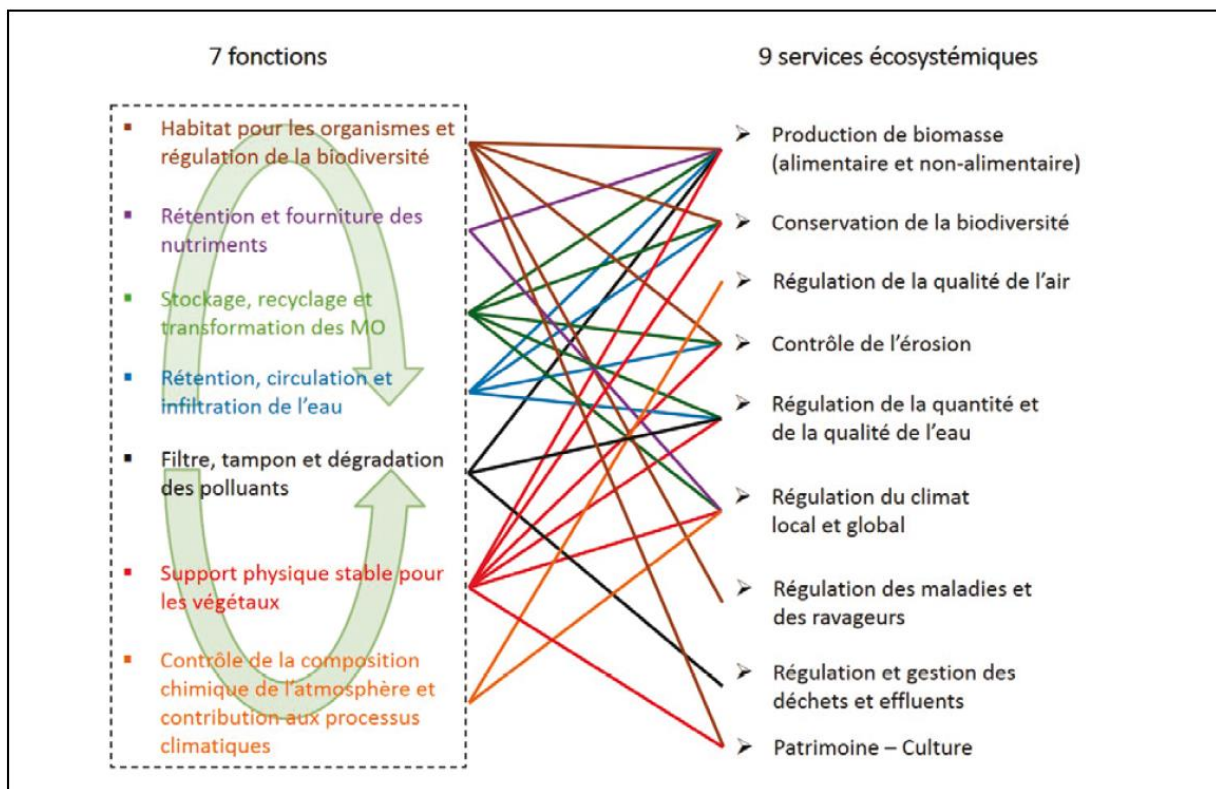 7 fonctions
Habitat pour les organismes et
régulation de la biodiversité
Rétention et fourniture des
nutriments
Stockage, recyclage et
transformation des MO
Rétention, circulation et
infiltration de l'eau
Filtre, tampon et dégradation
des polluants
Support physique stable pour
les végétaux
Contrôle de la composition
chimique de l'atmosphère et
contribution aux processus
climatiques
9 services écosystémiques
Production de biomasse
(alimentaire et non-alimentaire)
Conservation de la biodiversité
Régulation de la qualité de l'air
Contrôle de l'érosion
Régulation de la quantité et
de la qualité de l'eau
Régulation du climat
local et global
Régulation des maladies et
des ravageurs
Régulation et gestion des
déchets et effluents
Patrimoine – Culture